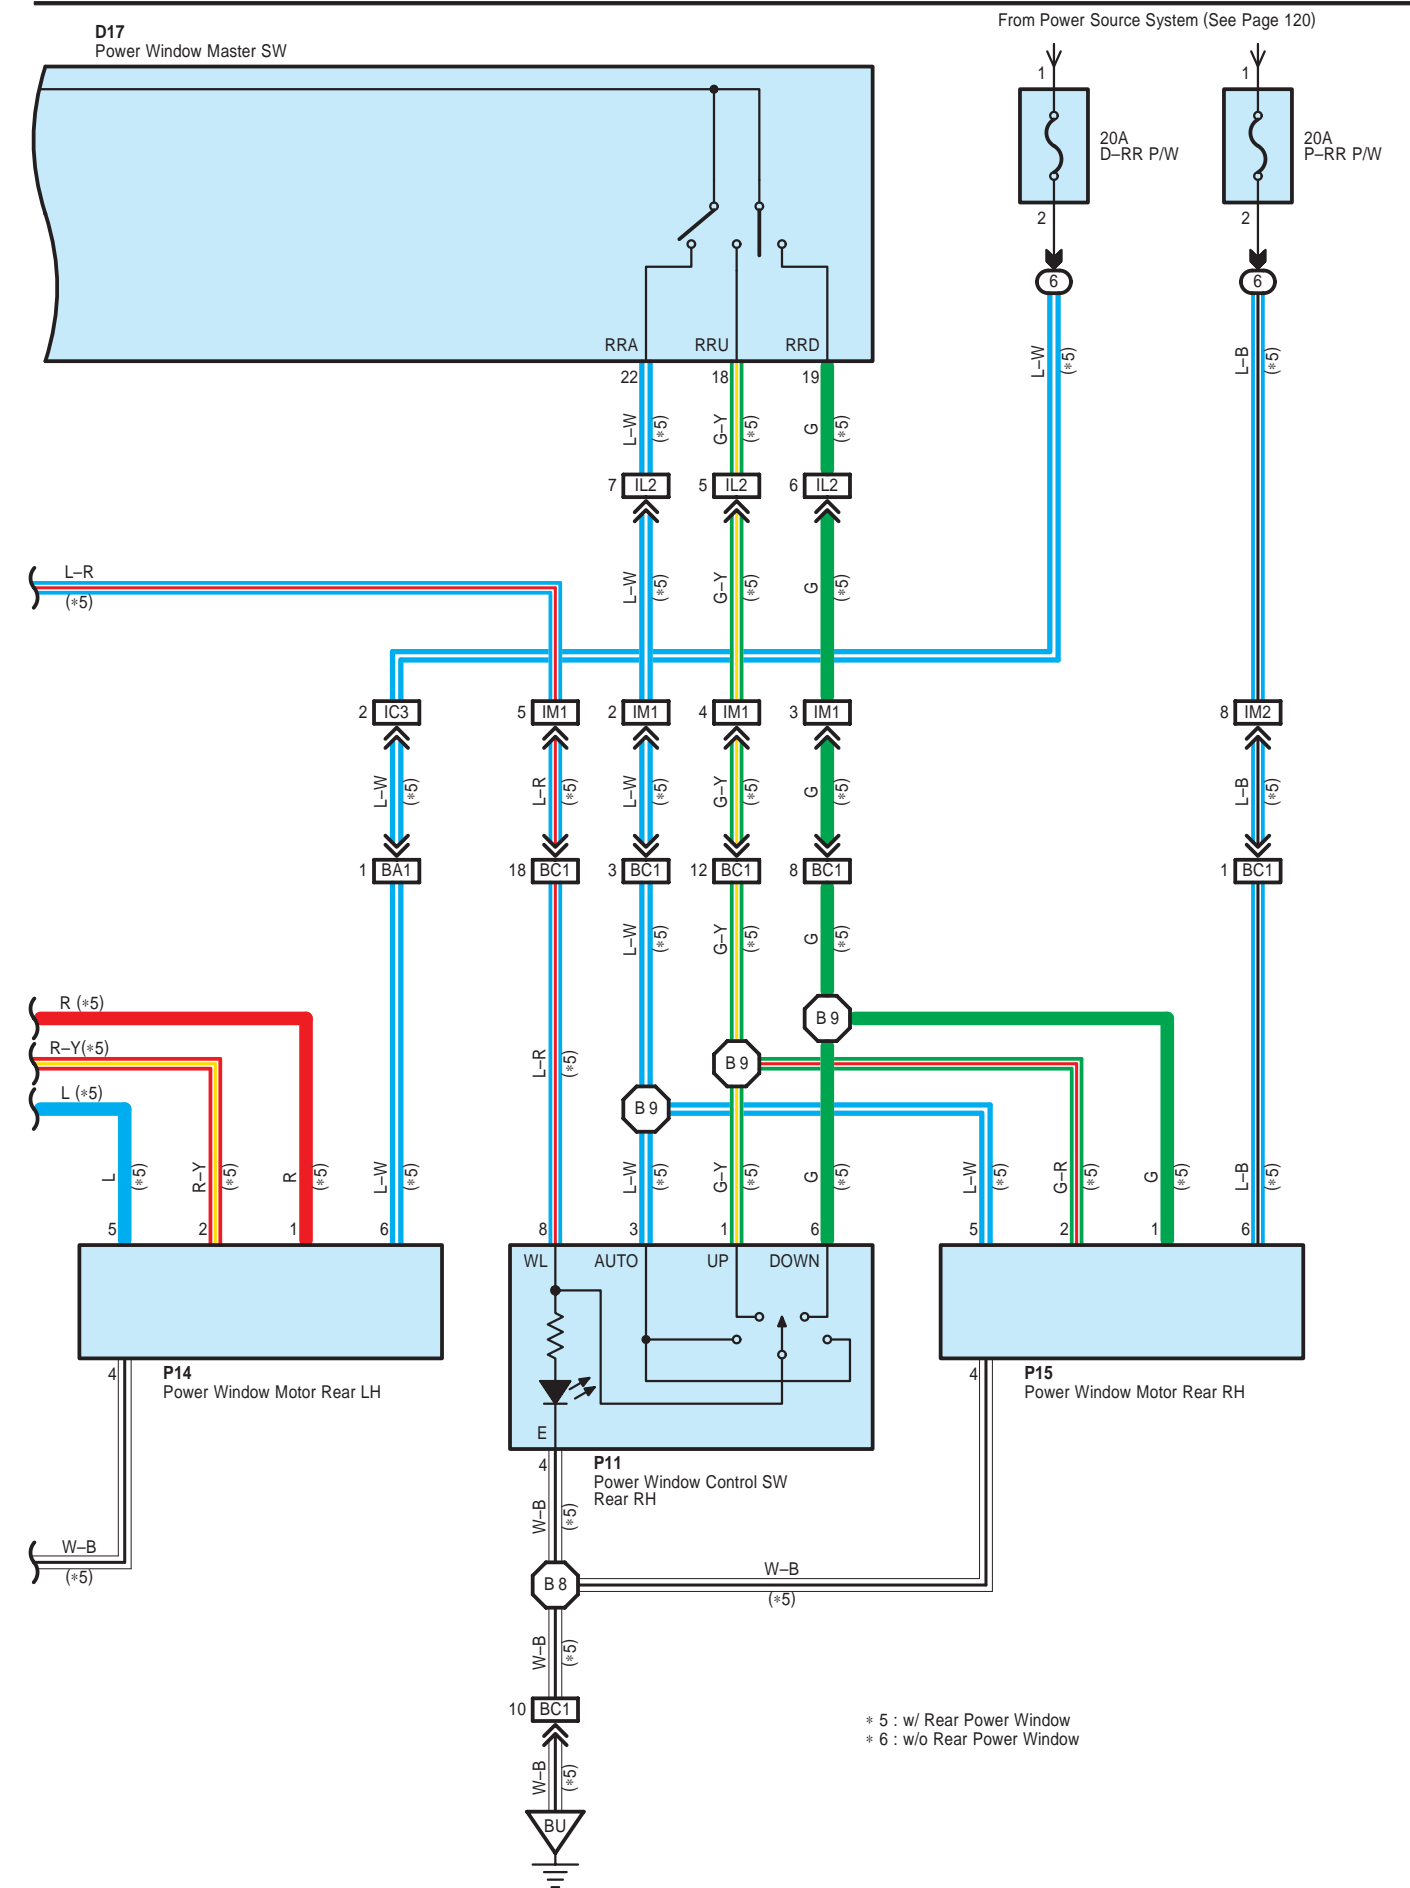 From Power Source System (See Page 120)
D17
Power Window Master SW
1
1
20A
D–RR P/W
20A
P–RR P/W
2
2
6
6
RRA
RRU
RRD
22
18
19
L–W
(∗5)
G–Y
(∗5)
G
(∗5)
L–W
(∗5)
L–B
(∗5)
7
IL2
5
IL2
6
IL2
L–R
(∗5)
L–W
(∗5)
G–Y
(∗5)
G
(∗5)
2
IC3
5
IM1
2
IM1
4
IM1
3
IM1
8
IM2
L–W
(∗5)
L–R
(∗5)
L–W
(∗5)
G–Y
(∗5)
G
(∗5)
L–B
(∗5)
1
BA1
18
BC1
3
BC1
12
BC1
8
BC1
1
BC1
L–W
(∗5)
G–Y
(∗5)
G
(∗5)
R (∗5)
B 9
R–Y(∗5)
L–R
(∗5)
B 9
L (∗5)
B 9
L
(∗5)
R–Y
(∗5)
R
(∗5)
L–W
(∗5)
L–W
(∗5)
G–Y
(∗5)
G
(∗5)
L–W
(∗5)
G–R
(∗5)
G
(∗5)
L–B
(∗5)
5
2
1
6
8
3
1
6
5
2
1
6
WL
AUTO
UP
DOWN
4
P14
Power Window Motor Rear LH
4
P15
Power Window Motor Rear RH
E
4
P11
Power Window Control SW
Rear RH
W–B
(∗5)
W–B
(∗5)
B 8
W–B
(∗5)
W–B
(∗5)
10
BC1
∗ 5 : w/ Rear Power Window
∗ 6 : w/o Rear Power Window
W–B
(∗5)
BU